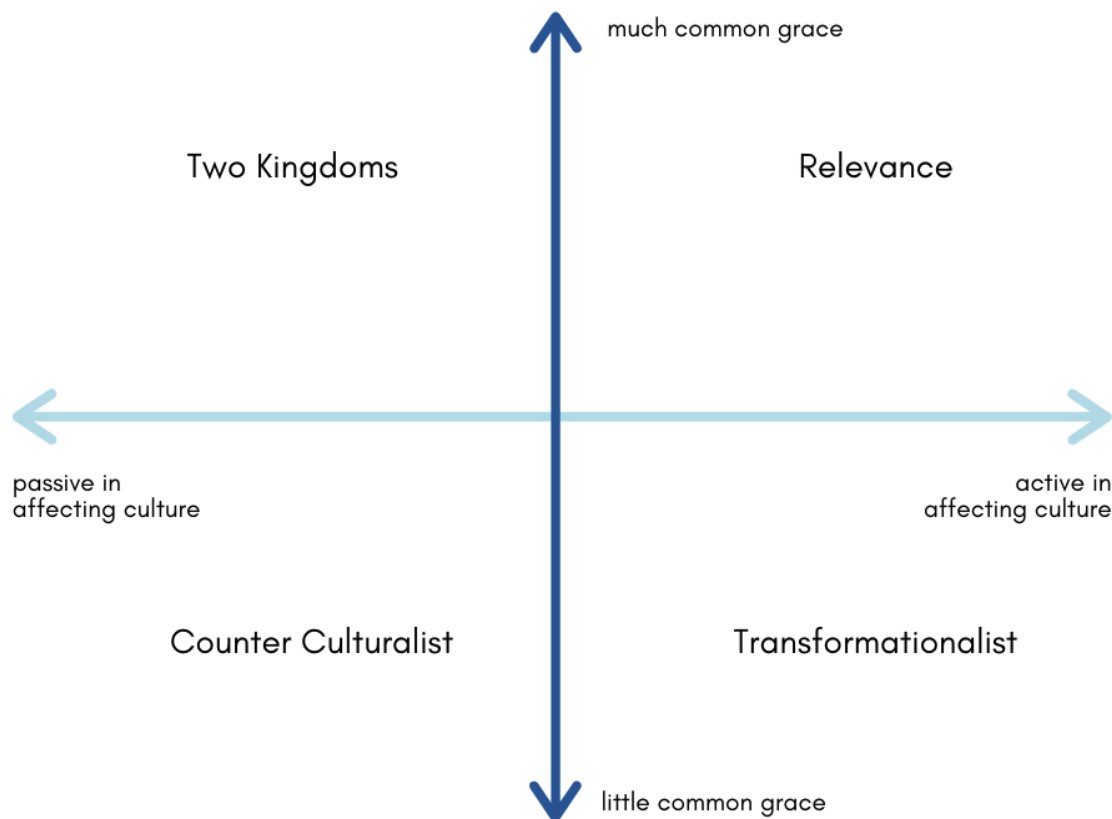 much common grace
Two Kingdoms
Relevance
passive in
affecting culture
active in
affecting culture
Counter Culturalist
Transformationalist
little common grace